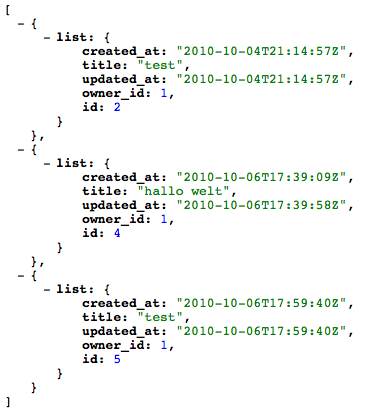 [
- {
- list: {
created_at: "2010-10-04T21:14:57Z",
title: "test",
updated_at: "2010-10-04T21:14:57Z",
owner_id: 1,
id: 2
}
},
- {
- list: {
created_at: "2010-10-06T17:39:09Z",
title: "hallo welt",
updated_at: "2010-10-06T17:39:58Z",
owner_id: 1,
id: 4
}
},
- {
- list: {
created_at: "2010-10-06T17:59:40Z",
title: "test",
updated_at: "2010-10-06T17:59:40Z",
owner_id: 1,
id: 5
}
}
]